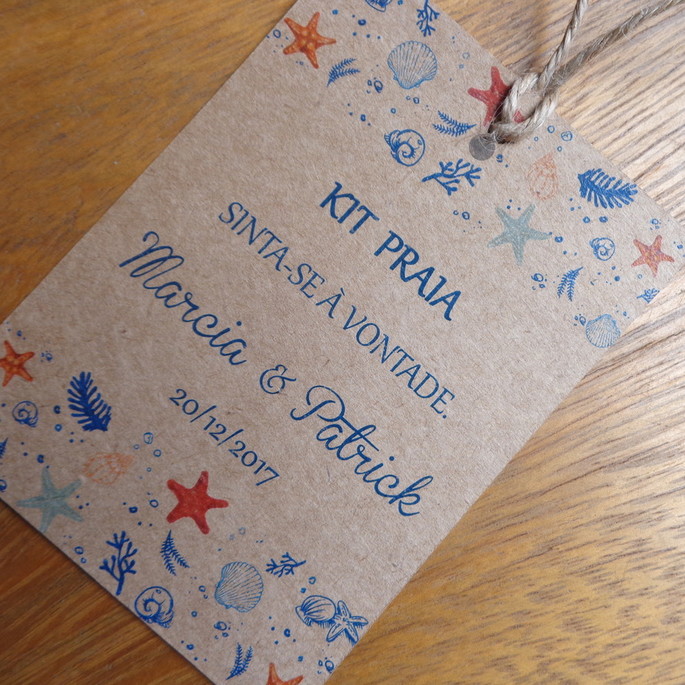 KIT PRAIA
SINTA-SE À VONTADE.
Marcia & Patrick
20/12/2017